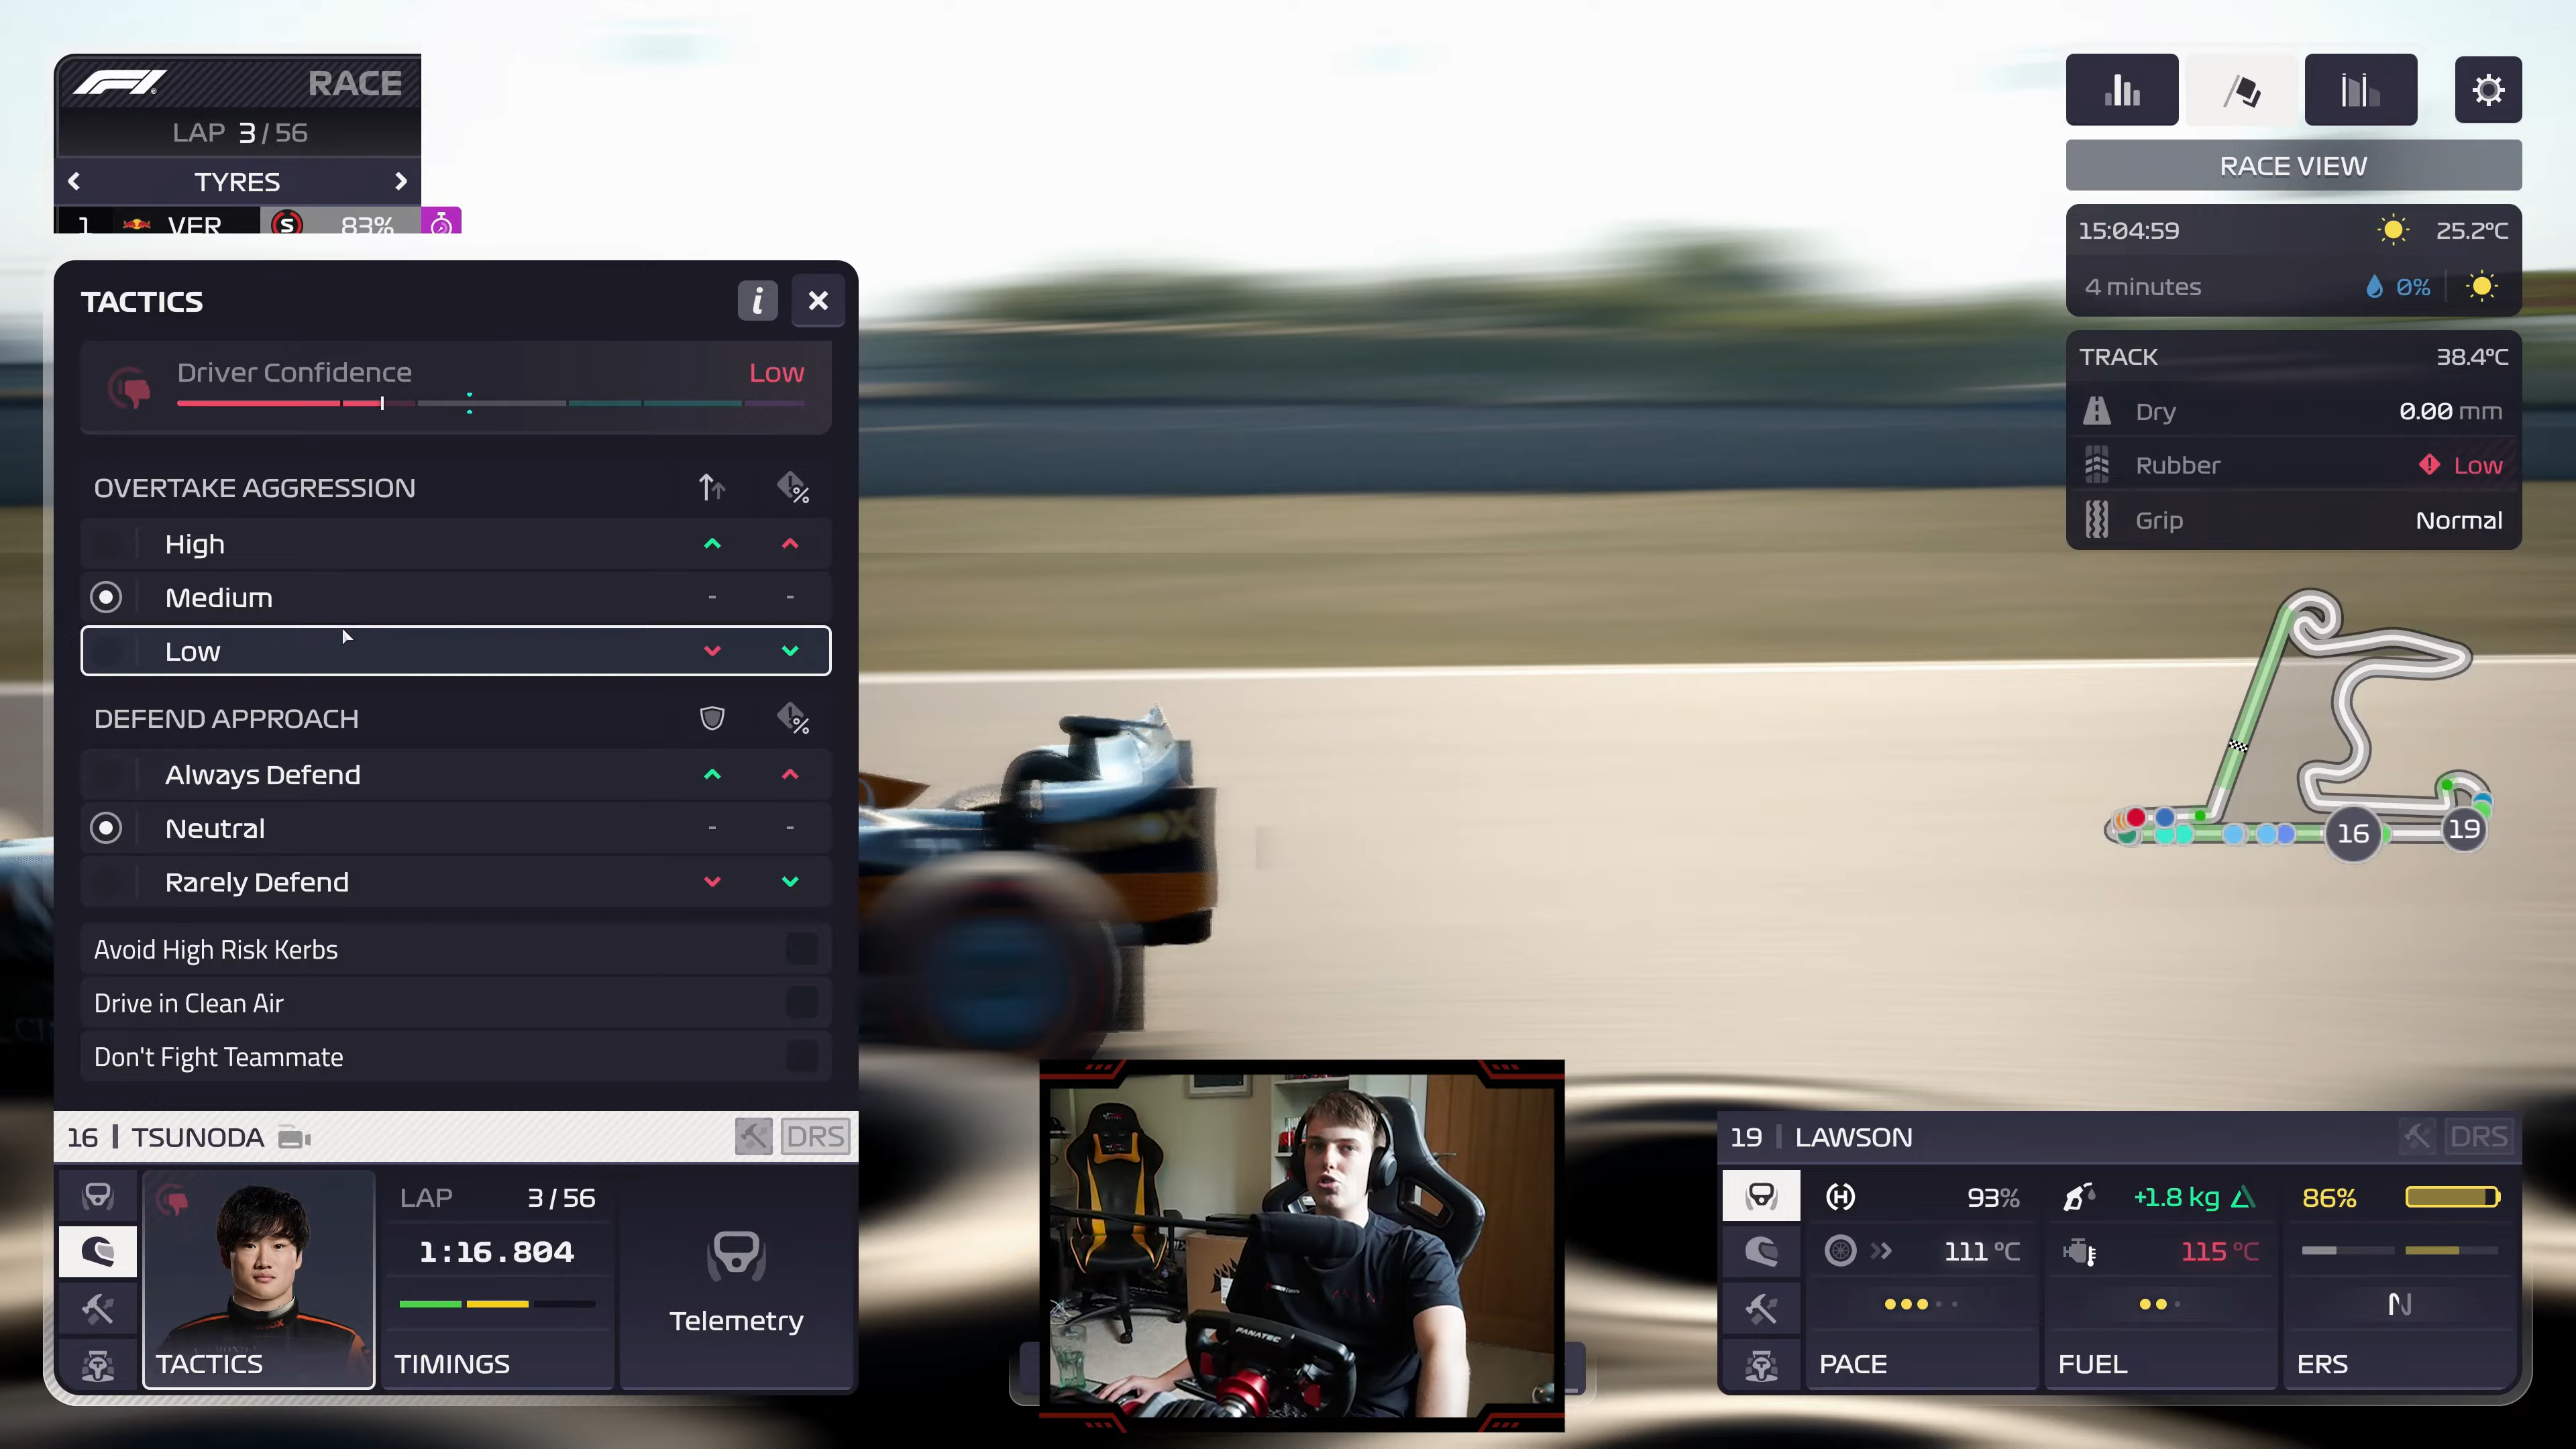 F1 RACE
LAP 3 / 56
TYRES
1 VER S 83%
TACTICS
Driver Confidence Low
OVERTAKE AGGRESSION
High
Medium - -
Low
DEFEND APPROACH
Always Defend
Neutral - -
Rarely Defend
Avoid High Risk Kerbs
Drive in Clean Air
Don't Fight Teammate
16 | TSUNODA DRS
LAP 3 / 56
1:16.804
Telemetry
TACTICS TIMINGS
RACE VIEW
15:04:59 25.2°C
4 minutes 0%
TRACK 38.4°C
Dry 0.00 mm
Rubber Low
Grip Normal
16 19
FANATEC
19 | LAWSON DRS
H 93% +1.8 kg 86%
111 °C 115 °C
N
PACE FUEL ERS